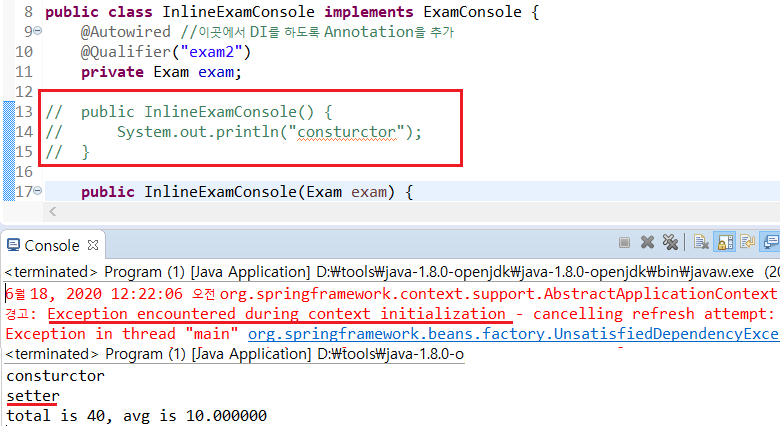 8 public class InlineExamConsole implements ExamConsole {
9 @Autowired //이곳에서 DI를 하도록 Annotation을 추가
10 @Qualifier("exam2")
11 private Exam exam;
12
13 // public InlineExamConsole() {
14 // System.out.println("consturctor");
15 // }
16
17 public InlineExamConsole(Exam exam) {
Console
<terminated> Program (1) [Java Application] D:₩tools₩java-1.8.0-openjdk₩java-1.8.0-openjdk₩bin₩javaw.exe (20
6월 18, 2020 12:22:06 오전 org.springframework.context.support.AbstractApplicationContext
경고: Exception encountered during context initialization - cancelling refresh attempt:
Exception in thread "main" org.springframework.beans.factory.UnsatisfiedDependencyExce
<terminated> Program (1) [Java Application] D:₩tools₩java-1.8.0-o
consturctor
setter
total is 40, avg is 10.000000